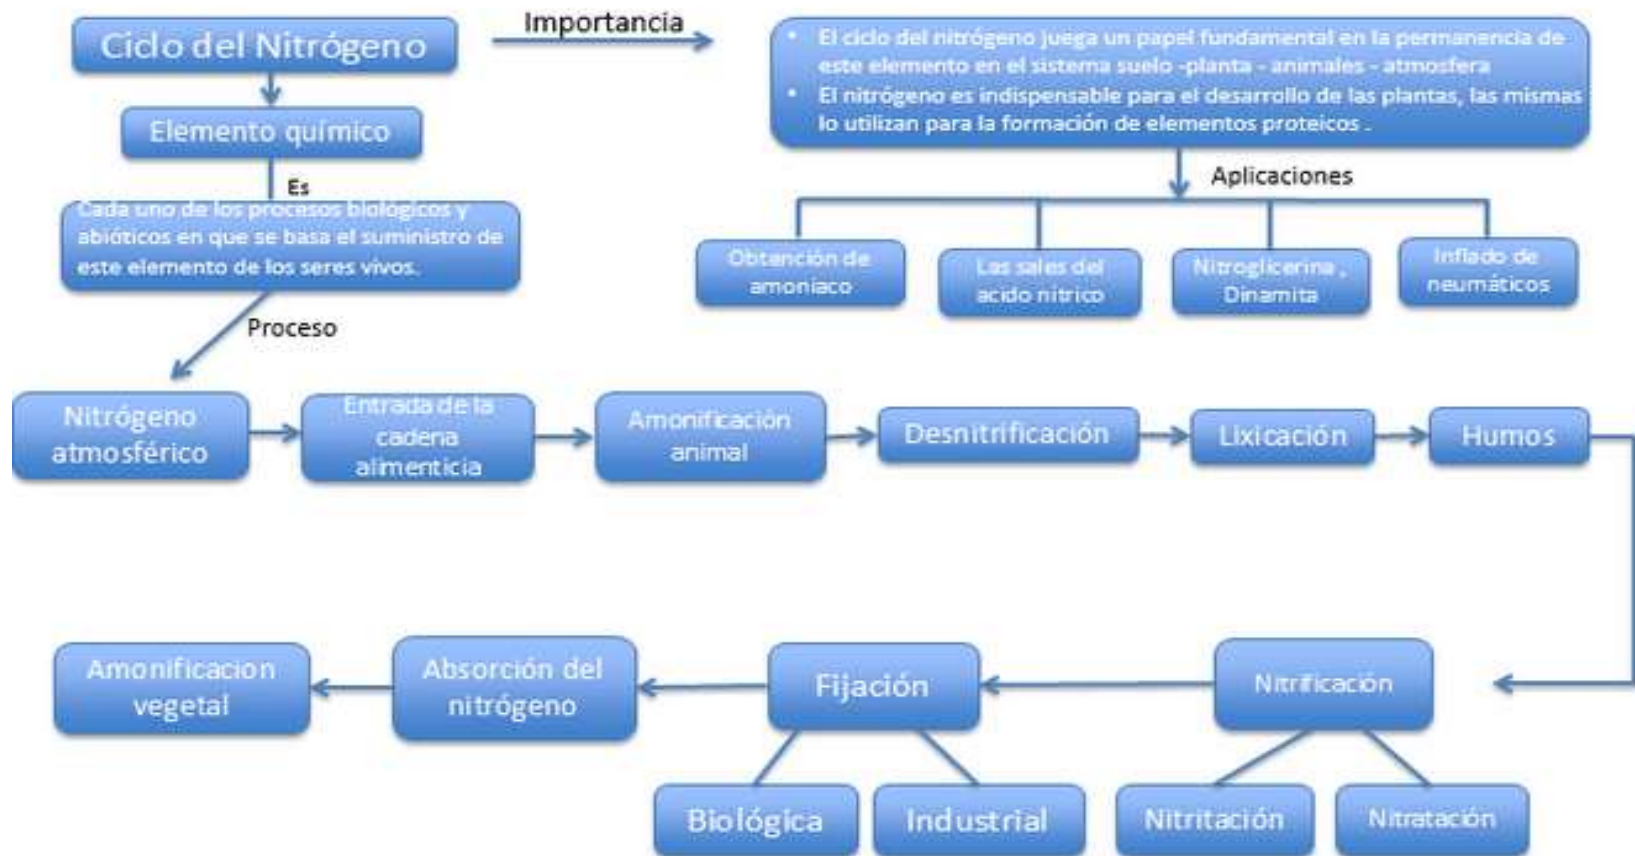 Ciclo del Nitrógeno
Importancia
• El ciclo del nitrógeno juega un papel fundamental en la permanencia de
este elemento en el sistema suelo -planta - animales - atmosfera
• El nitrógeno es indispensable para el desarrollo de las plantas, las mismas
lo utilizan para la formación de elementos proteicos .
Elemento químico
Es
Cada uno de los procesos biológicos y
abióticos en que se basa el suministro de
este elemento de los seres vivos.
Aplicaciones
Obtención de
amoníaco
Las sales del
acido nítrico
Nitroglicerina ,
Dinamita
Inflado de
neumáticos
Proceso
Nitrógeno
atmosférico
Entrada de la
cadena
alimenticia
Amonificación
animal
Desnitrificación
Lixicación
Humos
Nitrificación
Fijación
Absorción del
nitrógeno
Amonificacion
vegetal
Biológica
Industrial
Nitritación
Nitratación